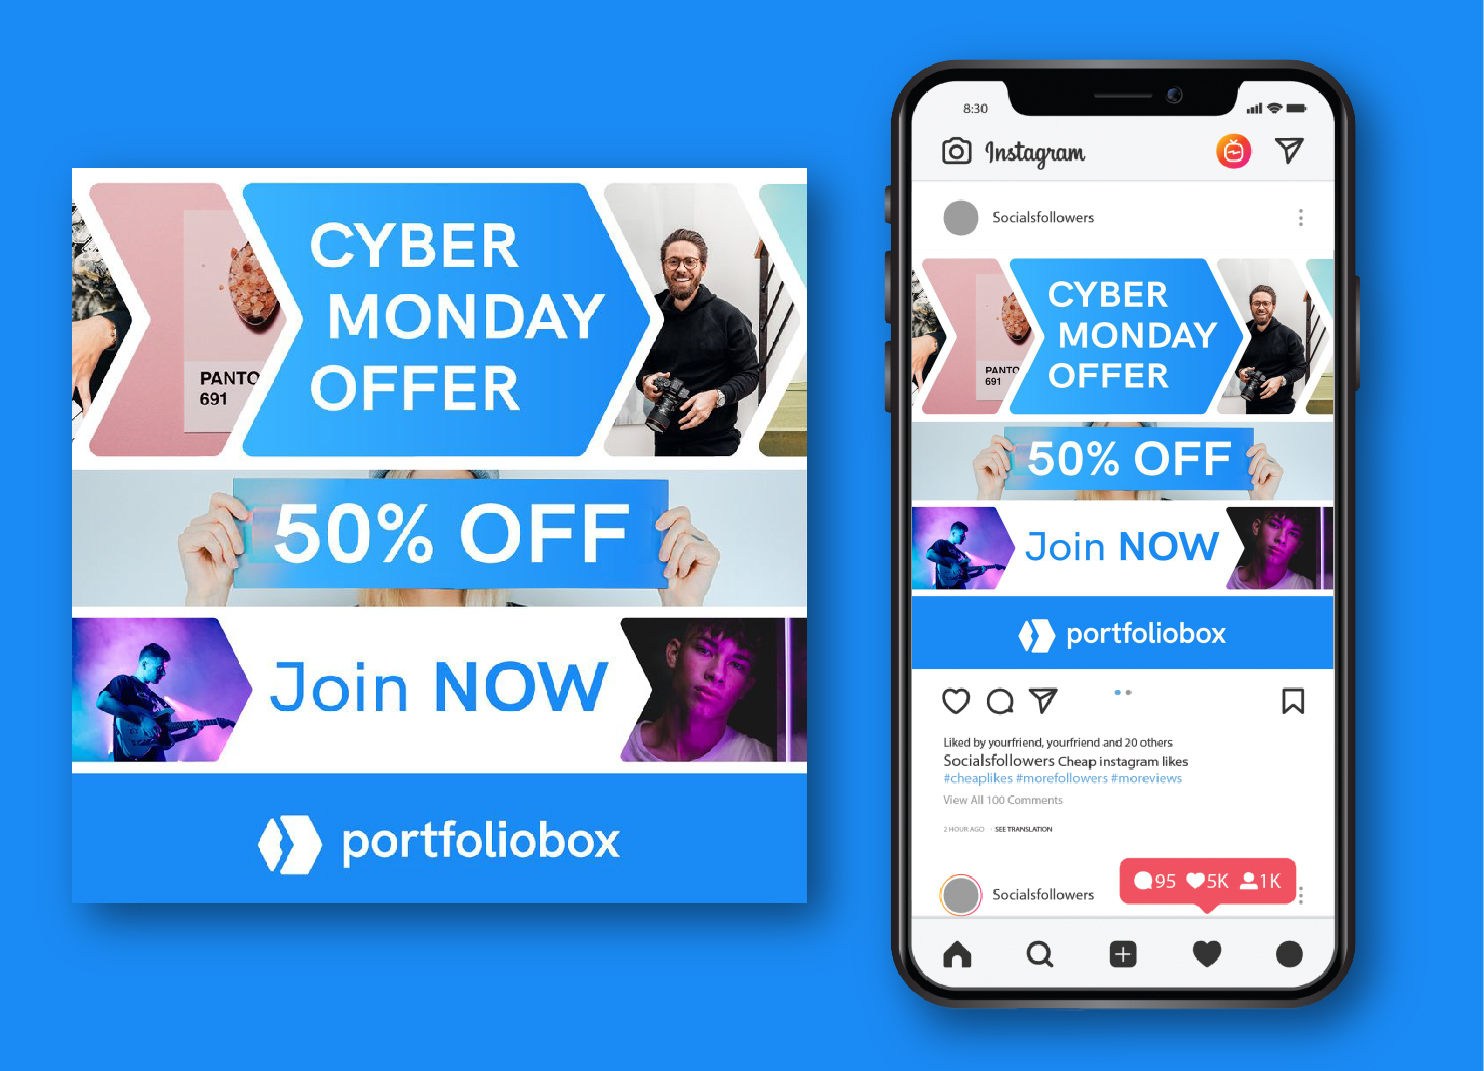 CYBER
MONDAY
OFFER
PANTO
691
50% OFF
Join NOW
portfoliobox
8:30
Instagram
Socialsfollowers
CYBER
MONDAY
OFFER
PANTO
691
50% OFF
Join NOW
portfoliobox
Liked by yourfriend, yourfriend and 20 others
Socialsfollowers Cheap instagram likes
#cheaplikes #morefollowers #moreviews
View All 100 Comments
2 HOUR AGO · SEE TRANSLATION
Socialsfollowers
95 5K 1K